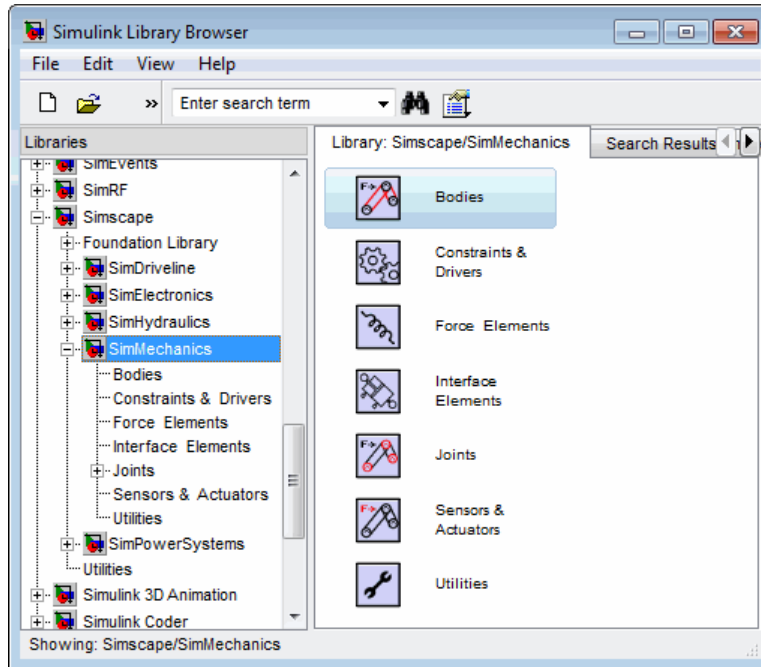 Simulink Library Browser
File Edit View Help
» Enter search term
Libraries
SimEvents
SimRF
Simscape
Foundation Library
SimDriveline
SimElectronics
SimHydraulics
SimMechanics
Bodies
Constraints & Drivers
Force Elements
Interface Elements
Joints
Sensors & Actuators
Utilities
SimPowerSystems
Utilities
Simulink 3D Animation
Simulink Coder
Library: Simscape/SimMechanics
Search Results
Bodies
Constraints &
Drivers
Force Elements
Interface
Elements
Joints
Sensors &
Actuators
Utilities
Showing: Simscape/SimMechanics